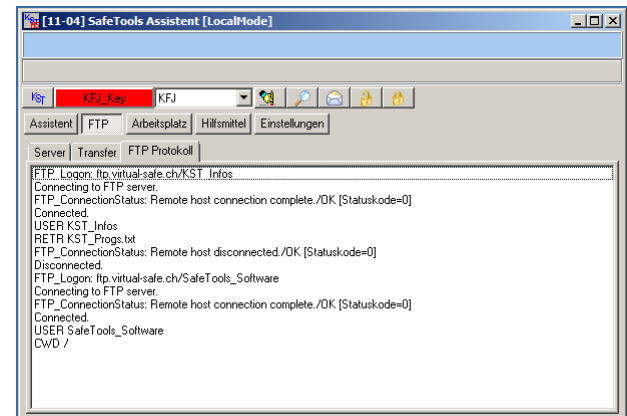 [11-04] SafeTools Assistent [LocalMode]
KST KFJ_Key KFJ
Assistent FTP Arbeitsplatz Hilfsmittel Einstellungen
Server Transfer FTP Protokoll
FTP_Logon: ftp.virtual-safe.ch/KST_Infos
Connecting to FTP server.
FTP_ConnectionStatus: Remote host connection complete./OK [Statuskode=0]
Connected.
USER KST_Infos
RETR KST_Progs.txt
FTP_ConnectionStatus: Remote host disconnected./OK [Statuskode=0]
Disconnected.
FTP_Logon: ftp.virtual-safe.ch/SafeTools_Software
Connecting to FTP server.
FTP_ConnectionStatus: Remote host connection complete./OK [Statuskode=0]
Connected.
USER SafeTools_Software
CWD /